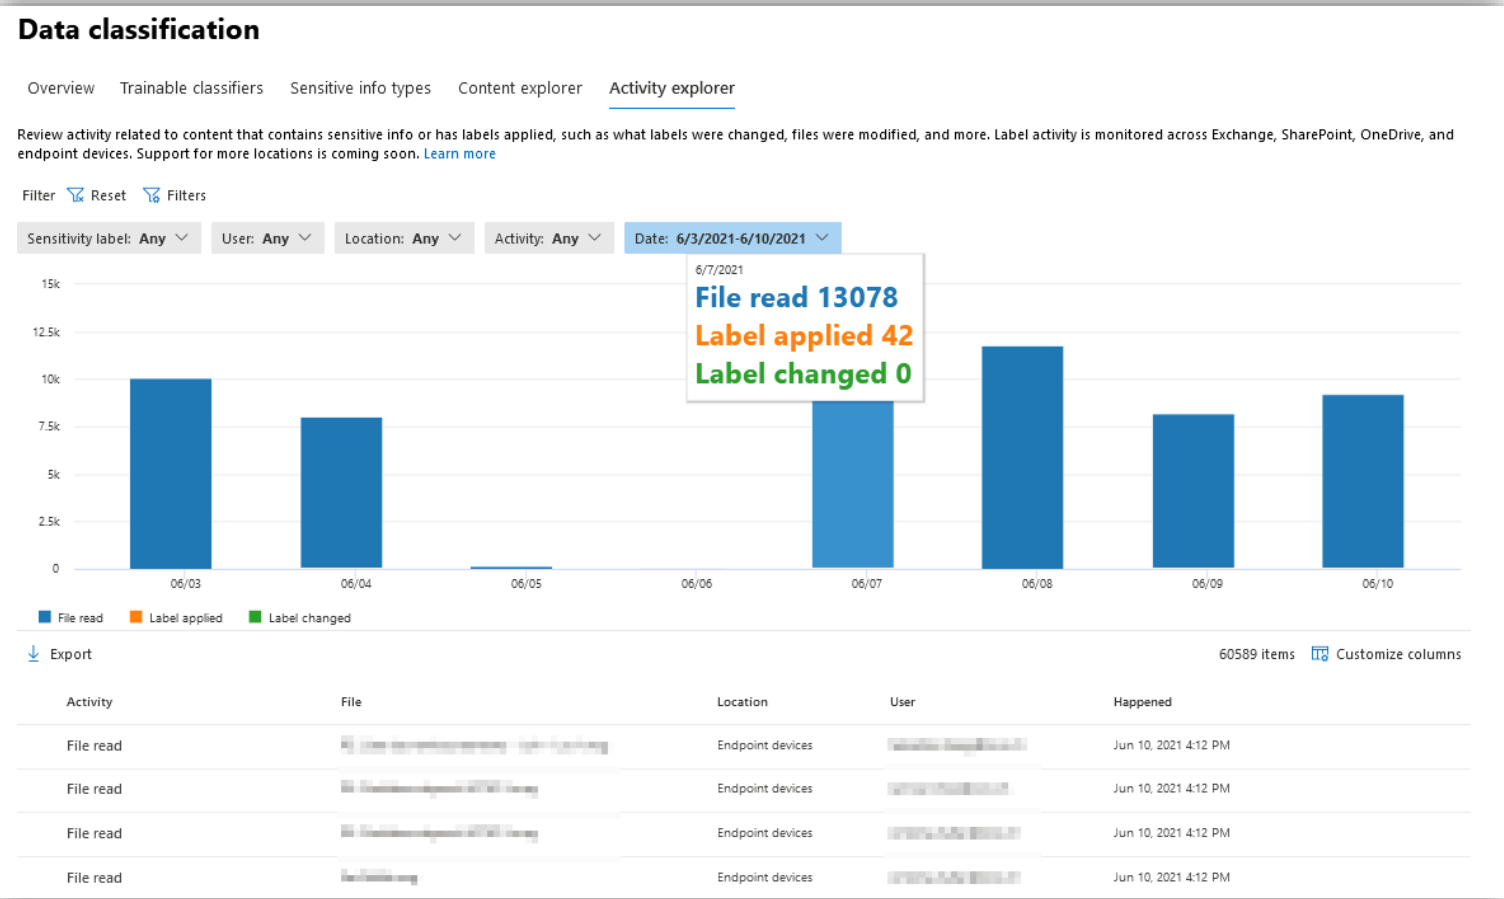 Data classification
Overview Trainable classifiers Sensitive info types Content explorer Activity explorer
Review activity related to content that contains sensitive info or has labels applied, such as what labels were changed, files were modified, and more. Label activity is monitored across Exchange, SharePoint, OneDrive, and
endpoint devices. Support for more locations is coming soon. Learn more
Filter Reset Filters
Sensitivity label: Any User: Any Location: Any Activity: Any Date: 6/3/2021-6/10/2021
6/7/2021
File read 13078
Label applied 42
Label changed 0
15k
12.5k
10k
7.5k
5k
2.5k
0
06/03 06/04 06/05 06/06 06/07 06/08 06/09 06/10
File read Label applied Label changed
Export 60589 items Customize columns
Activity File Location User Happened
File read Endpoint devices Jun 10, 2021 4:12 PM
File read Endpoint devices Jun 10, 2021 4:12 PM
File read Endpoint devices Jun 10, 2021 4:12 PM
File read Endpoint devices Jun 10, 2021 4:12 PM